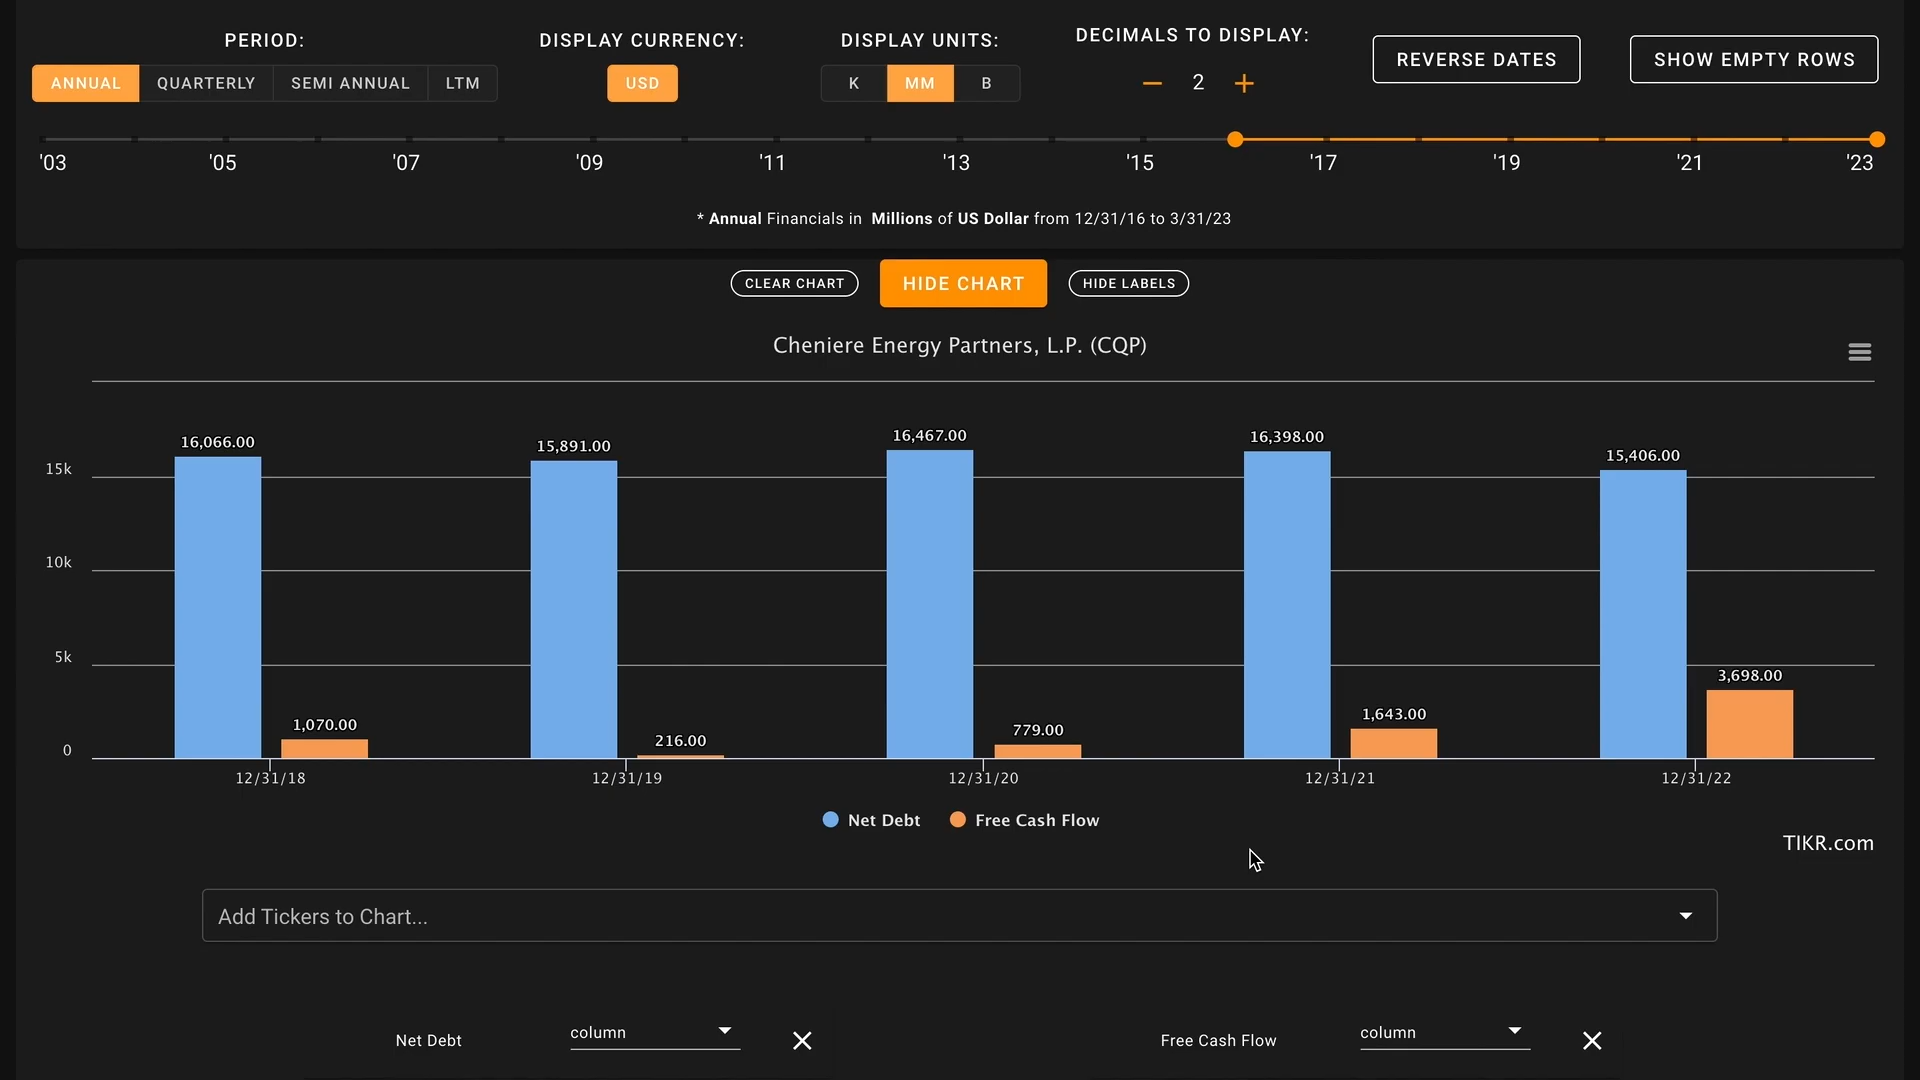 PERIOD:
DISPLAY CURRENCY:
DISPLAY UNITS:
DECIMALS TO DISPLAY:
ANNUAL QUARTERLY SEMI ANNUAL LTM
USD
K MM B
2
REVERSE DATES
SHOW EMPTY ROWS
'03 '05 '07 '09 '11 '13 '15 '17 '19 '21 '23
* Annual Financials in Millions of US Dollar from 12/31/16 to 3/31/23
CLEAR CHART
HIDE CHART
HIDE LABELS
Cheniere Energy Partners, L.P. (CQP)
16,066.00 15,891.00 16,467.00 16,398.00 15,406.00
15k
10k
5k
0
1,070.00 216.00 779.00 1,643.00 3,698.00
12/31/18 12/31/19 12/31/20 12/31/21 12/31/22
Net Debt Free Cash Flow
TIKR.com
Add Tickers to Chart...
Net Debt column
Free Cash Flow column